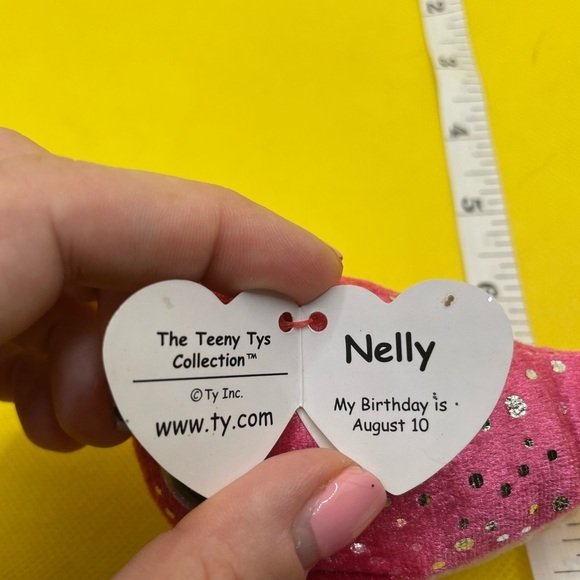 The Teeny Tys
Collection™
© Ty Inc.
www.ty.com
Nelly
My Birthday is
August 10
2
3
4
5
6